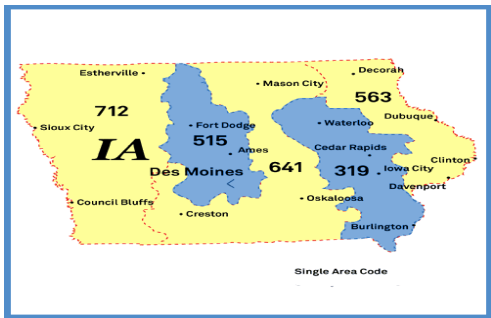 Estherville
Decorah
Mason City
563
712
Dubuque
Sioux City
Fort Dodge
Waterloo
515
IA
Ames
Cedar Rapids
Clinton
Des Moines
641
319
Iowa City
Davenport
Council Bluffs
Oskaloosa
Creston
Burlington
Single Area Code